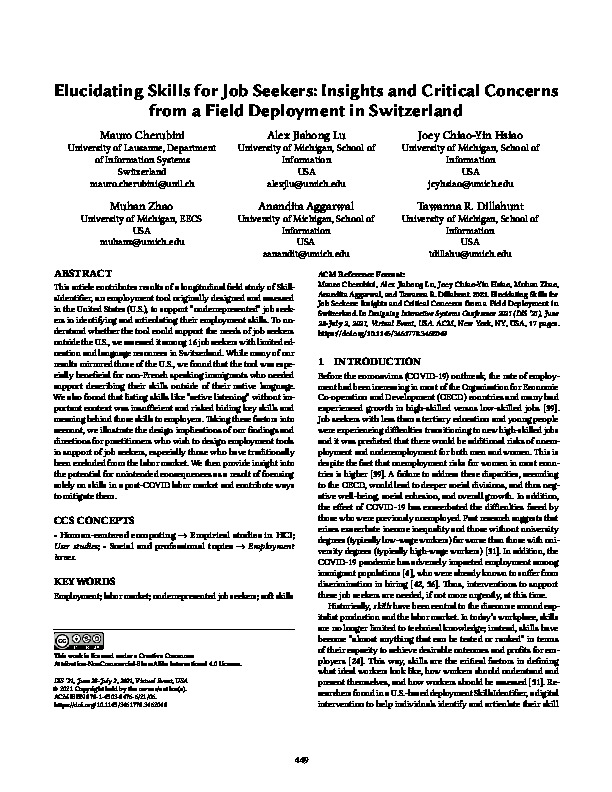 Elucidating Skills for Job Seekers: Insights and Critical Concerns
from a Field Deployment in Switzerland
Mauro Cherubini
University of Lausanne, Department
of Information Systems
Switzerland
mauro.cherubini@unil.ch
Alex Jiahong Lu
University of Michigan, School of
Information
USA
alexjlu@umich.edu
Joey Chiao-Yin Hsiao
University of Michigan, School of
Information
USA
jcyhsiao@umich.edu
Muhan Zhao
University of Michigan, EECS
USA
muhanz@umich.edu
Anandita Aggarwal
University of Michigan, School of
Information
USA
aanandit@umich.edu
Tawanna R. Dillahunt
University of Michigan, School of
Information
USA
tdillahu@umich.edu
ABSTRACT
This article contributes results of a longitudinal field study of Skill-
sIdentifier, an employment tool originally designed and assessed
in the United States (U.S.), to support "underrepresented" job seek-
ers in identifying and articulating their employment skills. To un-
derstand whether the tool could support the needs of job seekers
outside the U.S., we assessed it among 16 job seekers with limited ed-
ucation and language resources in Switzerland. While many of our
results mirrored those of the U.S., we found that the tool was espe-
cially beneficial for non-French speaking immigrants who needed
support describing their skills outside of their native language.
We also found that listing skills like "active listening" without im-
portant context was insufficient and risked hiding key skills and
meaning behind those skills to employers. Taking these factors into
account, we illustrate the design implications of our findings and
directions for practitioners who wish to design employment tools
in support of job seekers, especially those who have traditionally
been excluded from the labor market. We then provide insight into
the potential for unintended consequences as a result of focusing
solely on skills in a post-COVID labor market and contribute ways
to mitigate them.
CCS CONCEPTS
• Human-centered computing → Empirical studies in HCI;
User studies; • Social and professional topics → Employment
issues.
KEYWORDS
Employment; labor market; underrepresented job seekers; soft skills
This work is licensed under a Creative Commons
Attribution-NonCommercial-ShareAlike International 4.0 License.
DIS '21, June 28-July 2, 2021, Virtual Event, USA
© 2021 Copyright held by the owner/author(s).
ACM ISBN 978-1-4503-8476-6/21/06.
https://doi.org/10.1145/3461778.3462049
ACM Reference Format:
Mauro Cherubini, Alex Jiahong Lu, Joey Chiao-Yin Hsiao, Muhan Zhao,
Anandita Aggarwal, and Tawanna R. Dillahunt. 2021. Elucidating Skills for
Job Seekers: Insights and Critical Concerns from a Field Deployment in
Switzerland. In Designing Interactive Systems Conference 2021 (DIS '21), June
28-July 2, 2021, Virtual Event, USA. ACM, New York, NY, USA, 17 pages.
https://doi.org/10.1145/3461778.3462049
1 INTRODUCTION
Before the coronavirus (COVID-19) outbreak, the rate of employ-
ment had been increasing in most of the Organisation for Economic
Co-operation and Development (OECD) countries and many had
experienced growth in high-skilled versus low-skilled jobs [39].
Job seekers with less than a tertiary education and young people
were experiencing difficulties transitioning to new high-skilled jobs
and it was predicted that there would be additional risks of unem-
ployment and underemployment for both men and women. This is
despite the fact that unemployment risks for women in most coun-
tries is higher [39]. A failure to address these disparities, according
to the OECD, would lead to deeper social divisions, and thus neg-
ative well-being, social cohesion, and overall growth. In addition,
the effect of COVID-19 has exacerbated the difficulties faced by
those who were previously unemployed. Past research suggests that
crises exacerbate income inequality and those without university
degrees (typically low-wage workers) far worse than those with uni-
versity degrees (typically high-wage workers) [31]. In addition, the
COVID-19 pandemic has adversely impacted employment among
immigrant populations [4], who were already known to suffer from
discrimination in hiring [42, 56]. Thus, interventions to support
these job seekers are needed, if not more urgently, at this time.
Historically, skills have been central to the discourse around cap-
italist production and the labor market. In today's workplace, skills
are no longer limited to technical knowledge; instead, skills have
become "almost anything that can be tested or ranked" in terms
of their capacity to achieve desirable outcomes and profits for em-
ployers [24]. This way, skills are the critical factors in defining
what ideal workers look like, how workers should understand and
present themselves, and how workers should be assessed [51]. Re-
searchers found in a U.S.-based deployment SkillsIdentifier, a digital
intervention to help individuals identify and articulate their skill
449